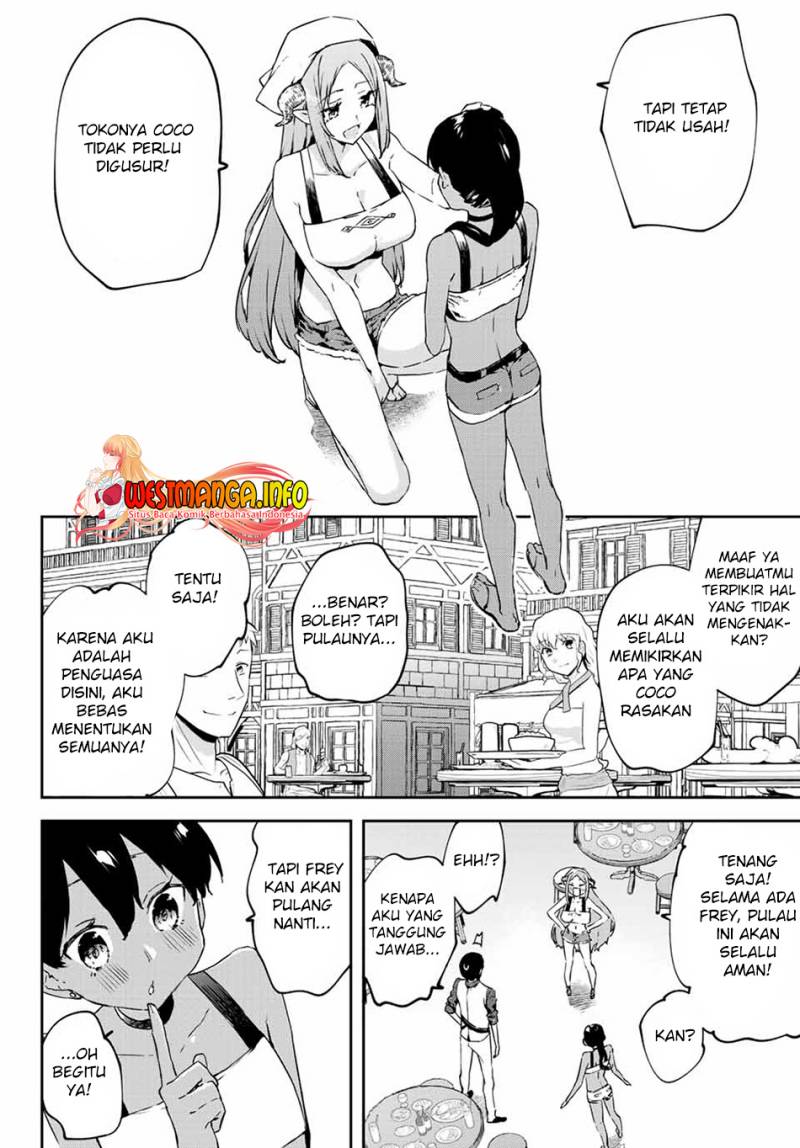 TAPI TETAP
TIDAK USAH!
TOKONYA COCO
TIDAK PERLU
DIGUSUR!
WESTMANGA.INFO
Situs Baca Komik Berbahasa Indonesia
MAAF YA
MEMBUATMU
TERPIKIR HAL
YANG TIDAK
MENGENAK-
KAN?
AKU AKAN
SELALU
MEMIKIRKAN
APA YANG
COCO
RASAKAN
...BENAR?
BOLEH? TAPI
PULAUNYA...
TENTU
SAJA!
KARENA AKU
ADALAH
PENGUASA
DISINI, AKU
BEBAS
MENENTUKAN
SEMUANYA!
TENANG
SAJA!
SELAMA ADA
FREY, PULAU
INI AKAN
SELALU
AMAN!
KAN?
EHH!?
KENAPA
AKU YANG
TANGGUNG
JAWAB...
TAPI FREY
KAN AKAN
PULANG
NANTI...
...OH
BEGITU
YA!